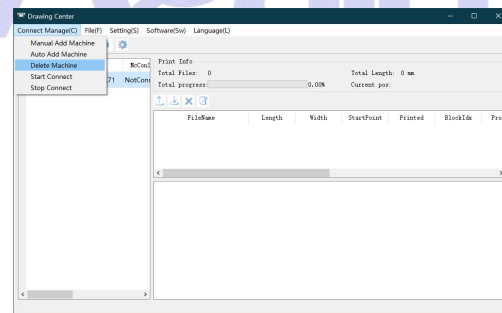 Drawing Center
Connect Manage(C) File(F) Setting(S) Software(Sw) Language(L)
Manual Add Machine
Auto Add Machine
Delete Machine
Start Connect
Stop Connect
71 NotConn
Print Info
Total Files: 0 Total Length: 0 mm
Total progress: 0.00% Current pos:
FileName Length Width StartPoint Printed BlockIdx Pro